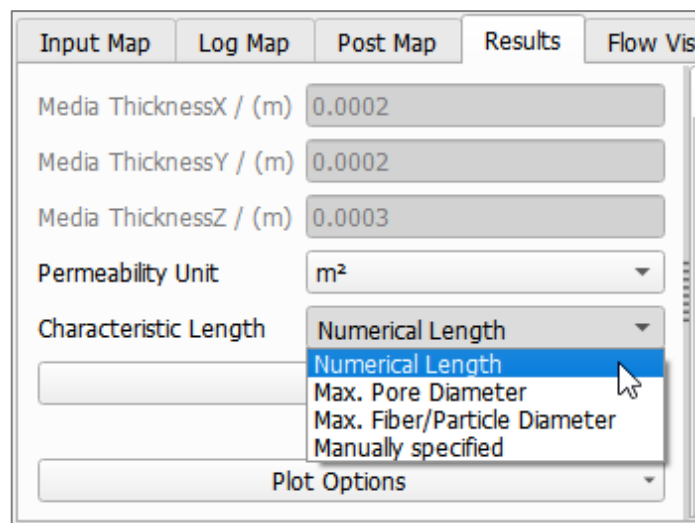 Input Map Log Map Post Map Results Flow Vis
Media ThicknessX / (m) 0.0002
Media ThicknessY / (m) 0.0002
Media ThicknessZ / (m) 0.0003
Permeability Unit m²
Characteristic Length Numerical Length
Numerical Length
Max. Pore Diameter
Max. Fiber/Particle Diameter
Manually specified
Plot Options